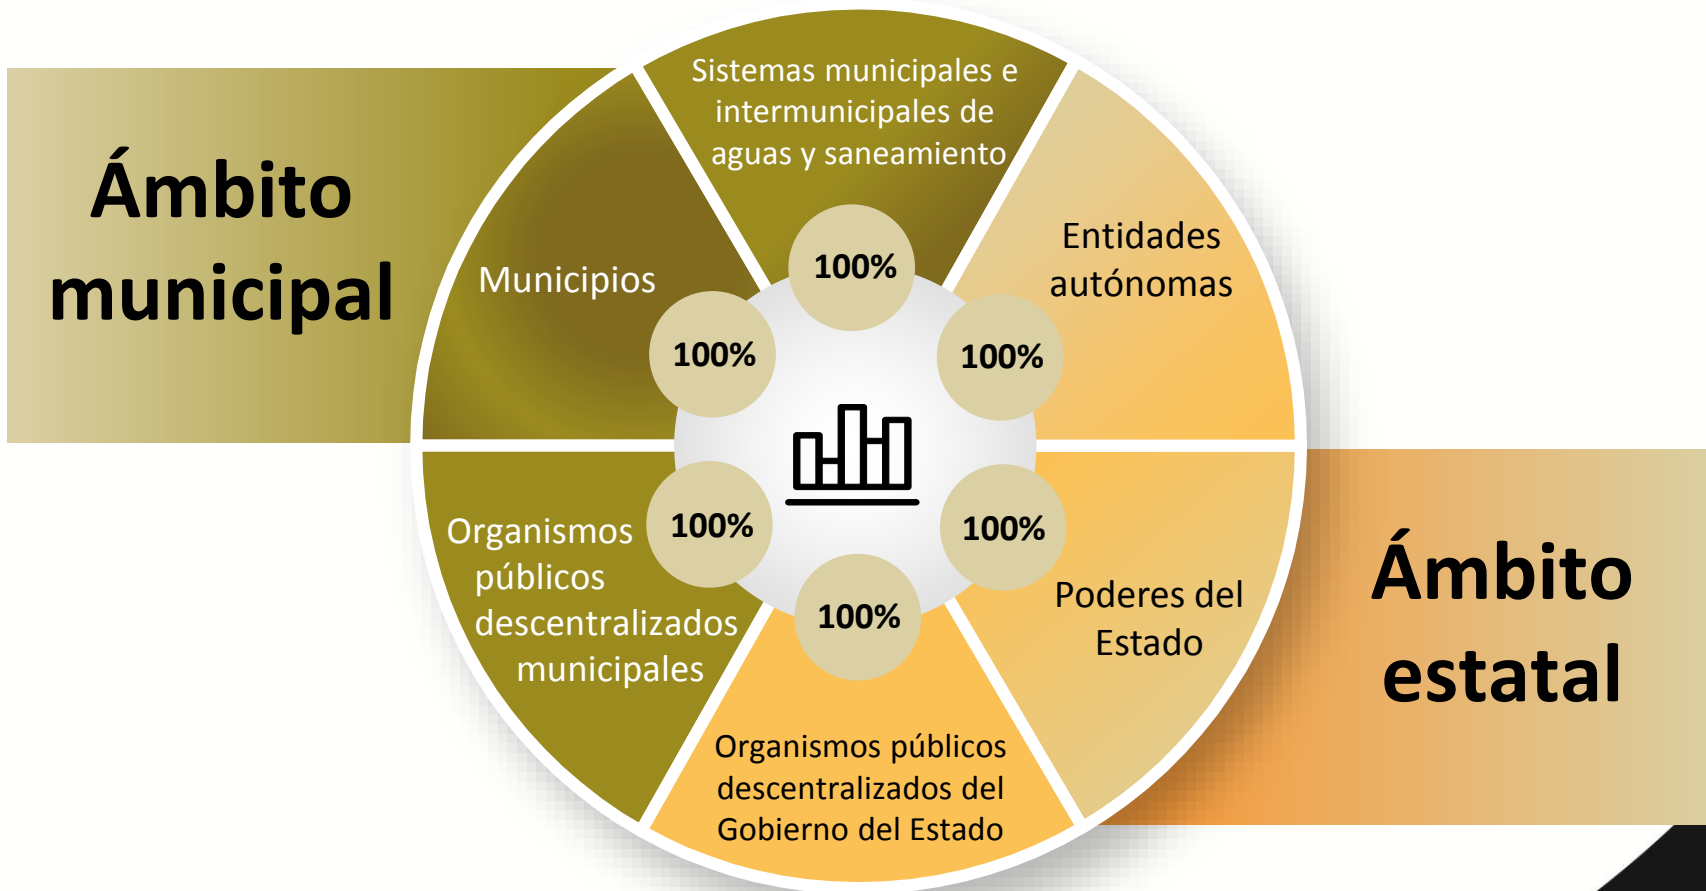 Ámbito
municipal
Sistemas municipales e
intermunicipales de
aguas y saneamiento
100%
Municipios
100%
Entidades
autónomas
100%
Organismos
públicos
descentralizados
municipales
100%
Poderes del
Estado
100%
Organismos públicos
descentralizados del
Gobierno del Estado
100%
Ámbito
estatal